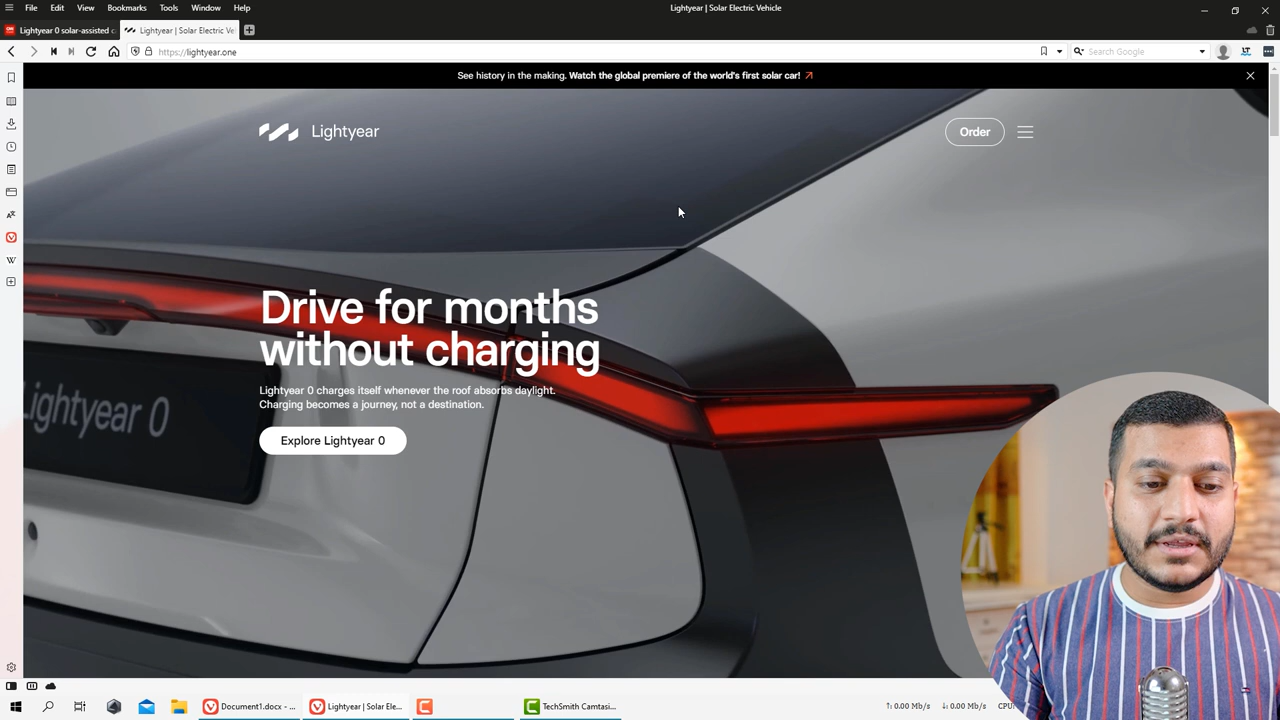 File Edit View Bookmarks Tools Window Help
Lightyear | Solar Electric Vehicle
Lightyear 0 solar-assisted c
Lightyear | Solar Electric Ve
https://lightyear.one
Search Google
See history in the making. Watch the global premiere of the world's first solar car!
Lightyear
Order
Drive for months
without charging
Lightyear 0 charges itself whenever the roof absorbs daylight.
Charging becomes a journey, not a destination.
Explore Lightyear 0
Lightyear 0
Document1.docx - ...
Lightyear | Solar Ele...
TechSmith Camtasi...
0.00 Mb/s
0.00 Mb/s
CPU: